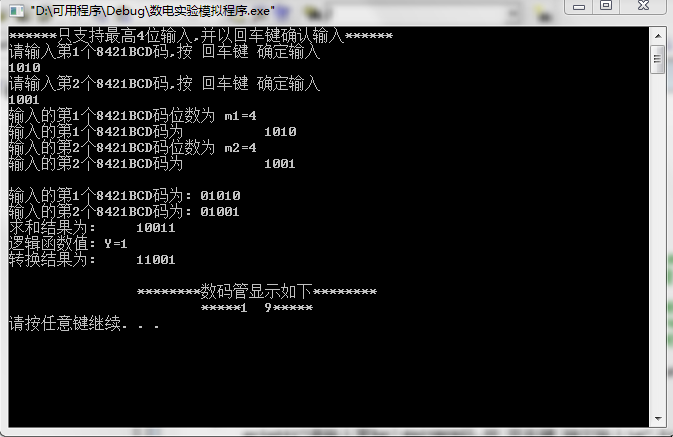 "D:\可用程序\Debug\数电实验模拟程序.exe"
******只支持最高4位输入,并以回车键确认输入******
请输入第1个8421BCD码,按 回车键 确定输入
1010
请输入第2个8421BCD码,按 回车键 确定输入
1001
输入的第1个8421BCD码位数为 m1=4
输入的第1个8421BCD码为 1010
输入的第2个8421BCD码位数为 m2=4
输入的第2个8421BCD码为 1001
输入的第1个8421BCD码为: 01010
输入的第2个8421BCD码为: 01001
求和结果为: 10011
逻辑函数值: Y=1
转换结果为: 11001
********数码管显示如下********
*****1 9*****
请按任意键继续. . .